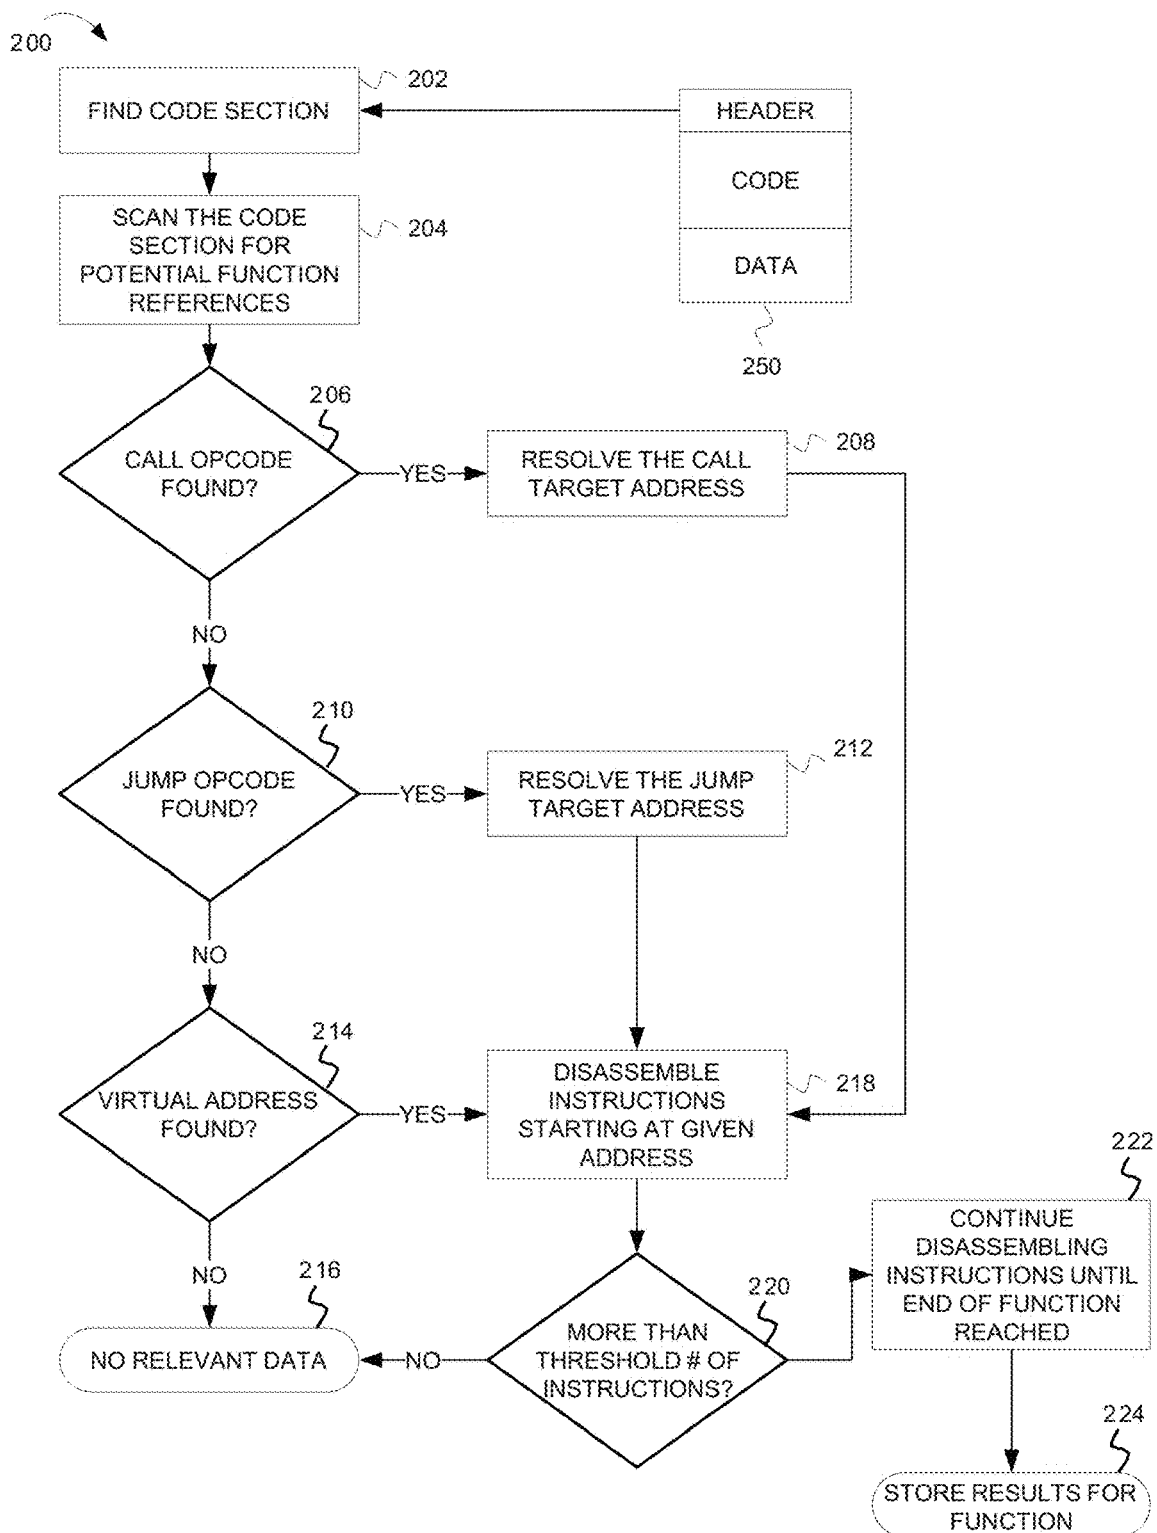 200
202
FIND CODE SECTION
HEADER
CODE
DATA
250
SCAN THE CODE
SECTION FOR
POTENTIAL FUNCTION
REFERENCES
204
206
CALL OPCODE
FOUND?
YES
RESOLVE THE CALL
TARGET ADDRESS
208
NO
210
JUMP OPCODE
FOUND?
YES
RESOLVE THE JUMP
TARGET ADDRESS
212
NO
214
VIRTUAL ADDRESS
FOUND?
YES
DISASSEMBLE
INSTRUCTIONS
STARTING AT GIVEN
ADDRESS
218
NO
216
NO RELEVANT DATA
NO
220
MORE THAN
THRESHOLD # OF
INSTRUCTIONS?
222
CONTINUE
DISASSEMBLING
INSTRUCTIONS UNTIL
END OF FUNCTION
REACHED
224
STORE RESULTS FOR
FUNCTION